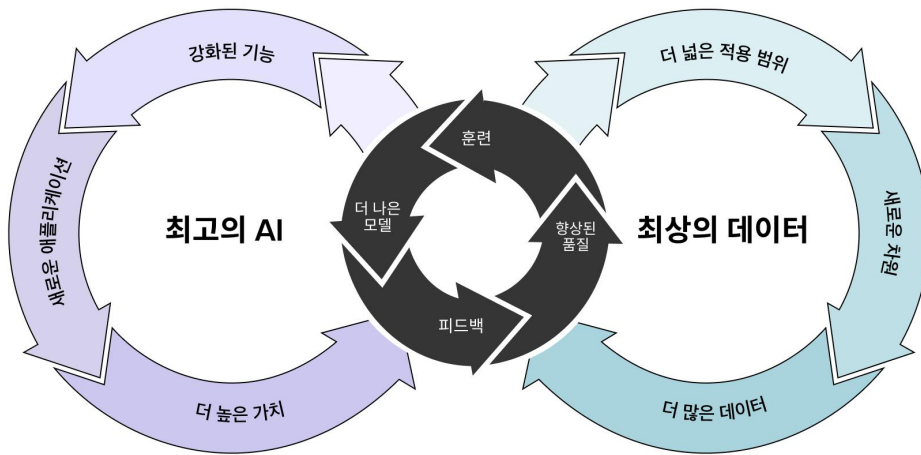 강화된 기능
새로운 애플리케이션
더 높은 가치
최고의 AI
훈련
더 나은
모델
피드백
향상된
품질
최상의 데이터
더 넓은 적용 범위
새로운 차원
더 많은 데이터